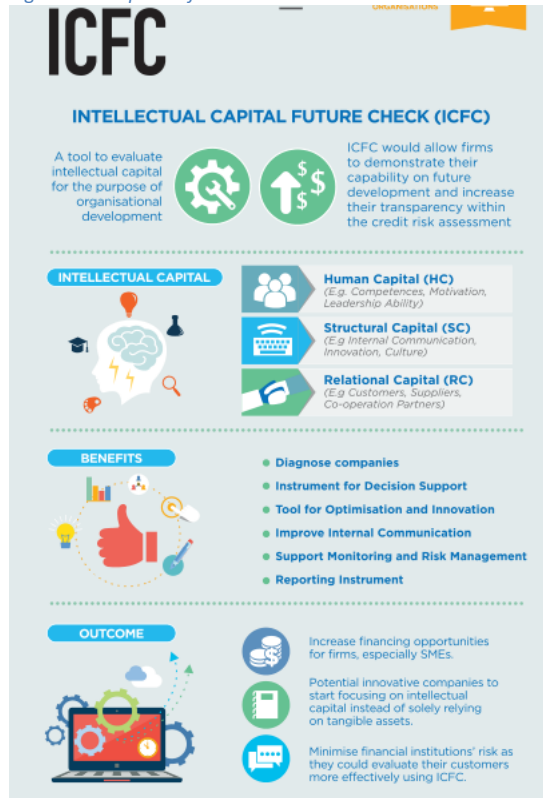 ORGANISATIONS
ICFC
INTELLECTUAL CAPITAL FUTURE CHECK (ICFC)
A tool to evaluate
intellectual capital
for the purpose of
organisational
development
ICFC would allow firms
to demonstrate their
capability on future
development and increase
their transparency within
the credit risk assessment
INTELLECTUAL CAPITAL
Human Capital (HC)
(E.g. Competences, Motivation,
Leadership Ability)
Structural Capital (SC)
(E.g Internal Communication,
Innovation, Culture)
Relational Capital (RC)
(E.g Customers, Suppliers,
Co-operation Partners)
BENEFITS
Diagnose companies
Instrument for Decision Support
Tool for Optimisation and Innovation
Improve Internal Communication
Support Monitoring and Risk Management
Reporting Instrument
OUTCOME
Increase financing opportunities
for firms, especially SMEs.
Potential innovative companies to
start focusing on intellectual
capital instead of solely relying
on tangible assets.
Minimise financial institutions' risk as
they could evaluate their customers
more effectively using ICFC.